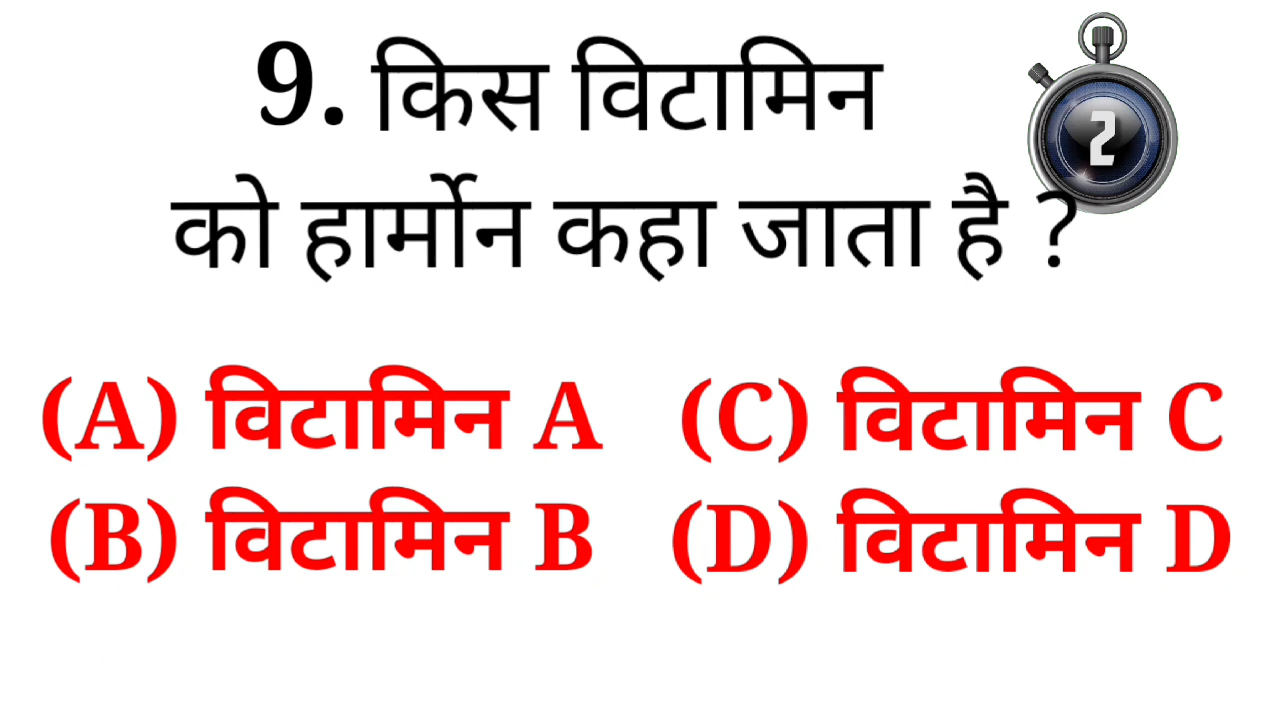 9. किस विटामिन
2
को हार्मोन कहा जाता है ?
(A) विटामिन A (C) विटामिन C
(B) विटामिन B (D) विटामिन D